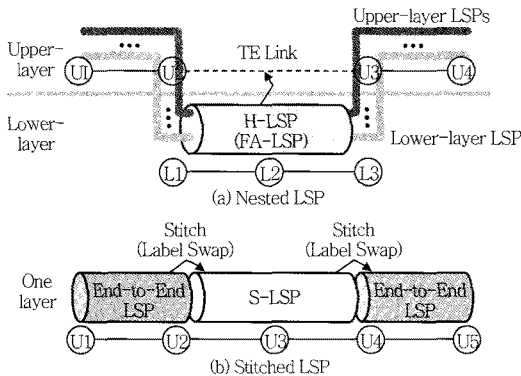 Upper-layer LSPs
Upper-
layer
TE Link
U1
U2
U3
U4
Lower-
layer
H-LSP
(FA-LSP)
Lower-layer LSP
L1
L2
L3
(a) Nested LSP
Stitch
(Label Swap)
Stitch
(Label Swap)
One
layer
End-to-End
LSP
S-LSP
End-to-End
LSP
U1
U2
U3
U4
U5
(b) Stitched LSP